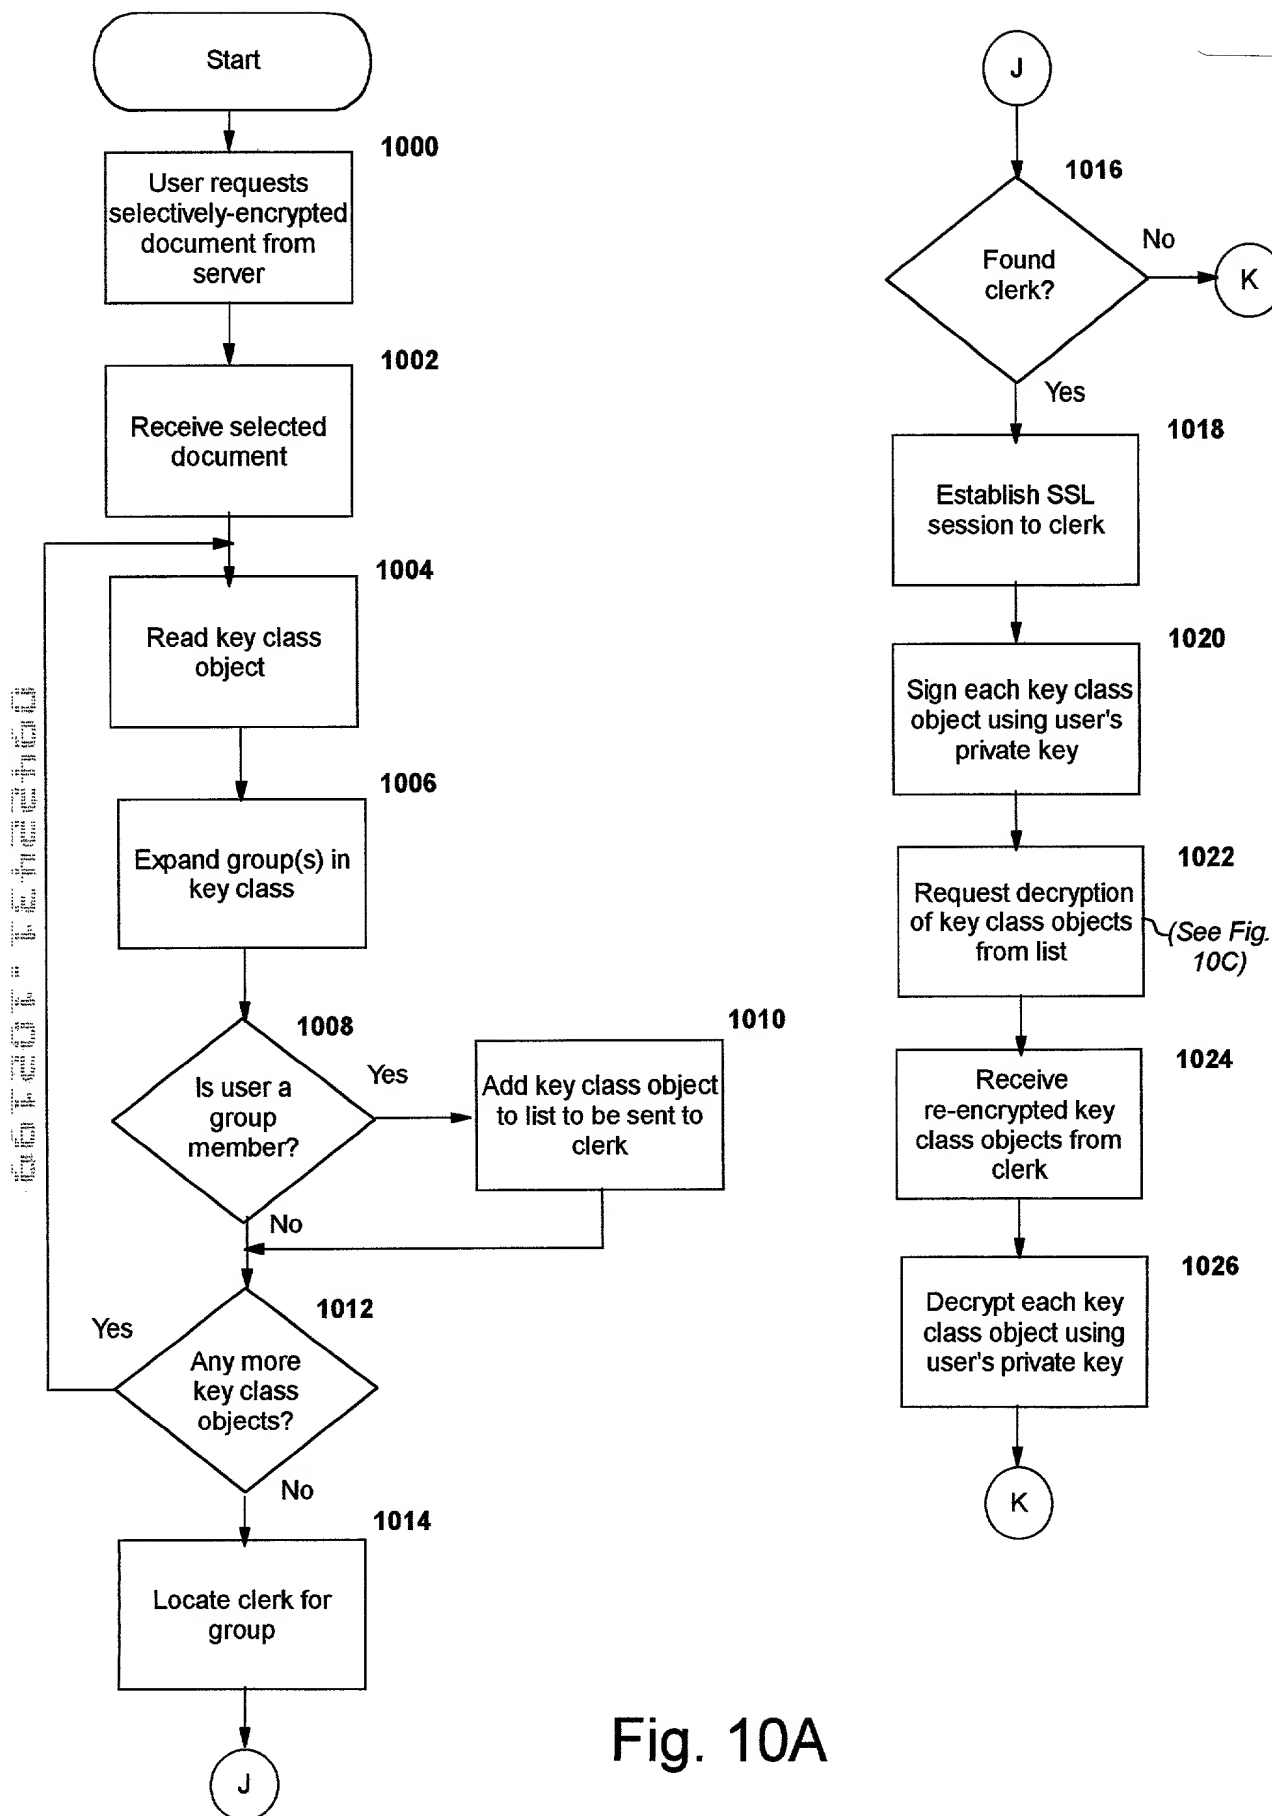 Start
1000
User requests
selectively-encrypted
document from
server
1002
Receive selected
document
1004
Read key class
object
1006
Expand group(s) in
key class
1008
Is user a
group
member?
Yes
No
1010
Add key class object
to list to be sent to
clerk
1012
Any more
key class
objects?
Yes
No
1014
Locate clerk for
group
J
J
1016
Found
clerk?
No
K
Yes
1018
Establish SSL
session to clerk
1020
Sign each key class
object using user's
private key
1022
Request decryption
of key class objects
from list
(See Fig.
10C)
1024
Receive
re-encrypted key
class objects from
clerk
1026
Decrypt each key
class object using
user's private key
K
Fig. 10A